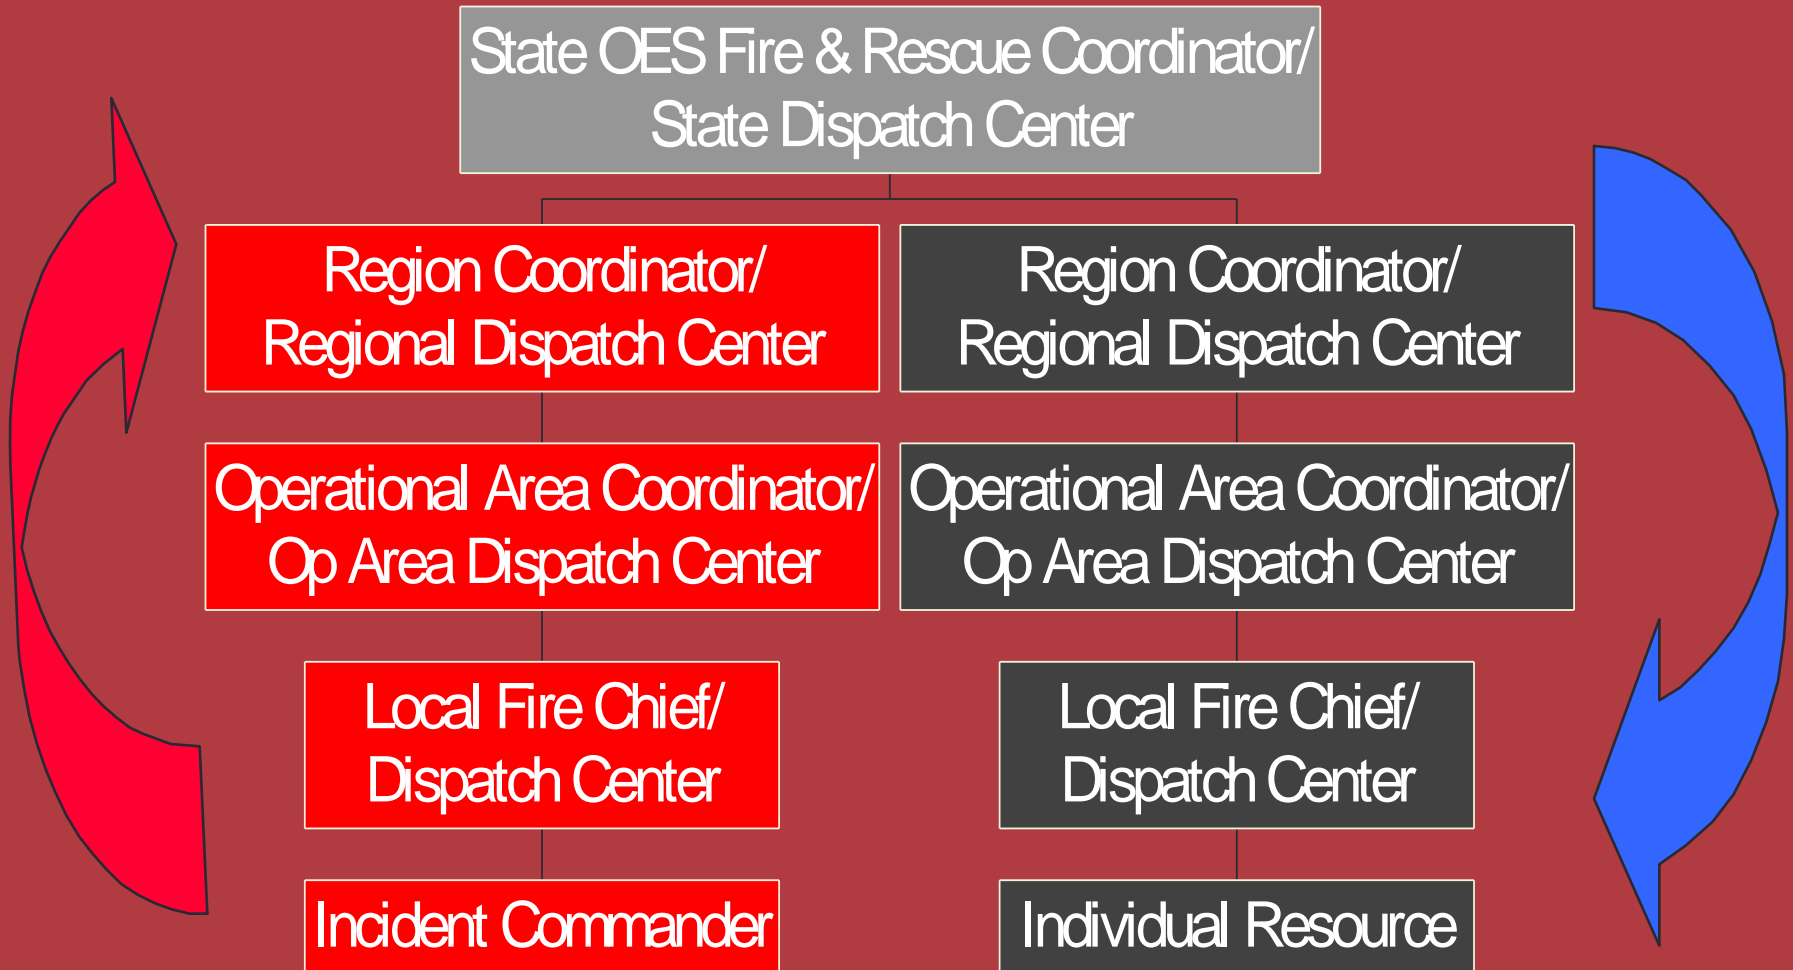 State OES Fire & Rescue Coordinator/
State Dispatch Center
Region Coordinator/
Regional Dispatch Center
Region Coordinator/
Regional Dispatch Center
Operational Area Coordinator/
Op Area Dispatch Center
Operational Area Coordinator/
Op Area Dispatch Center
Local Fire Chief/
Dispatch Center
Local Fire Chief/
Dispatch Center
Incident Commander
Individual Resource